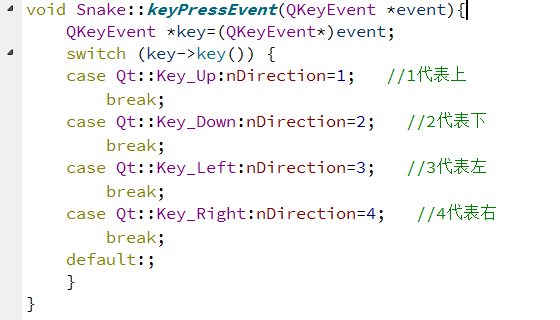 void Snake::keyPressEvent(QKeyEvent *event){
    QKeyEvent *key=(QKeyEvent*)event;
    switch (key->key()) {
    case Qt::Key_Up:nDirection=1;   //1代表上
        break;
    case Qt::Key_Down:nDirection=2;   //2代表下
        break;
    case Qt::Key_Left:nDirection=3;   //3代表左
        break;
    case Qt::Key_Right:nDirection=4;   //4代表右
        break;
    default:;
    }
}